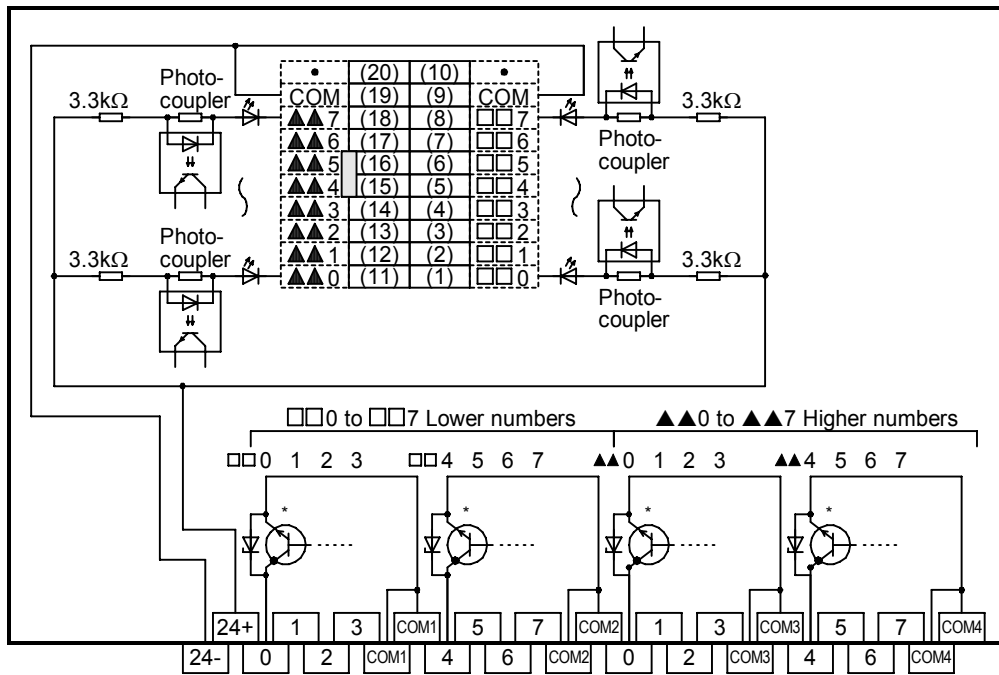 • (20) (10) •
COM (19) (9) COM
▲▲7 (18) (8) □□7
▲▲6 (17) (7) □□6
▲▲5 (16) (6) □□5
▲▲4 (15) (5) □□4
▲▲3 (14) (4) □□3
▲▲2 (13) (3) □□2
▲▲1 (12) (2) □□1
▲▲0 (11) (1) □□0
3.3kΩ
Photo-
coupler
3.3kΩ
Photo-
coupler
Photo-
coupler
3.3kΩ
Photo-
coupler
3.3kΩ
□□0 to □□7 Lower numbers ▲▲0 to ▲▲7 Higher numbers
□□0 1 2 3 □□4 5 6 7 ▲▲0 1 2 3 ▲▲4 5 6 7
* * * *
24+ 1 3 COM1 5 7 COM2 1 3 COM3 5 7 COM4
24- 0 2 COM1 4 6 COM2 0 2 COM3 4 6 COM4